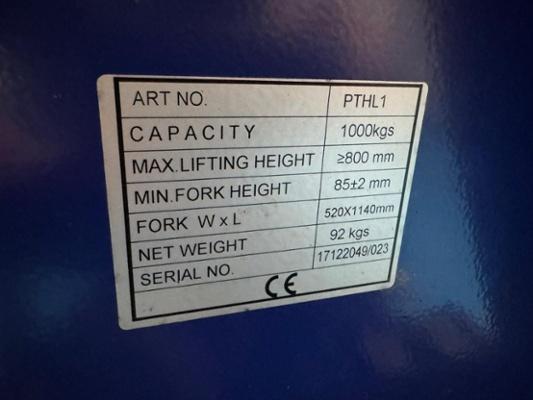 ART NO. PTHL1
CAPACITY 1000kgs
MAX.LIFTING HEIGHT ≥800 mm
MIN.FORK HEIGHT 85±2 mm
FORK W x L 520X1140mm
NET WEIGHT 92 kgs
SERIAL NO. 17122049/023
CE